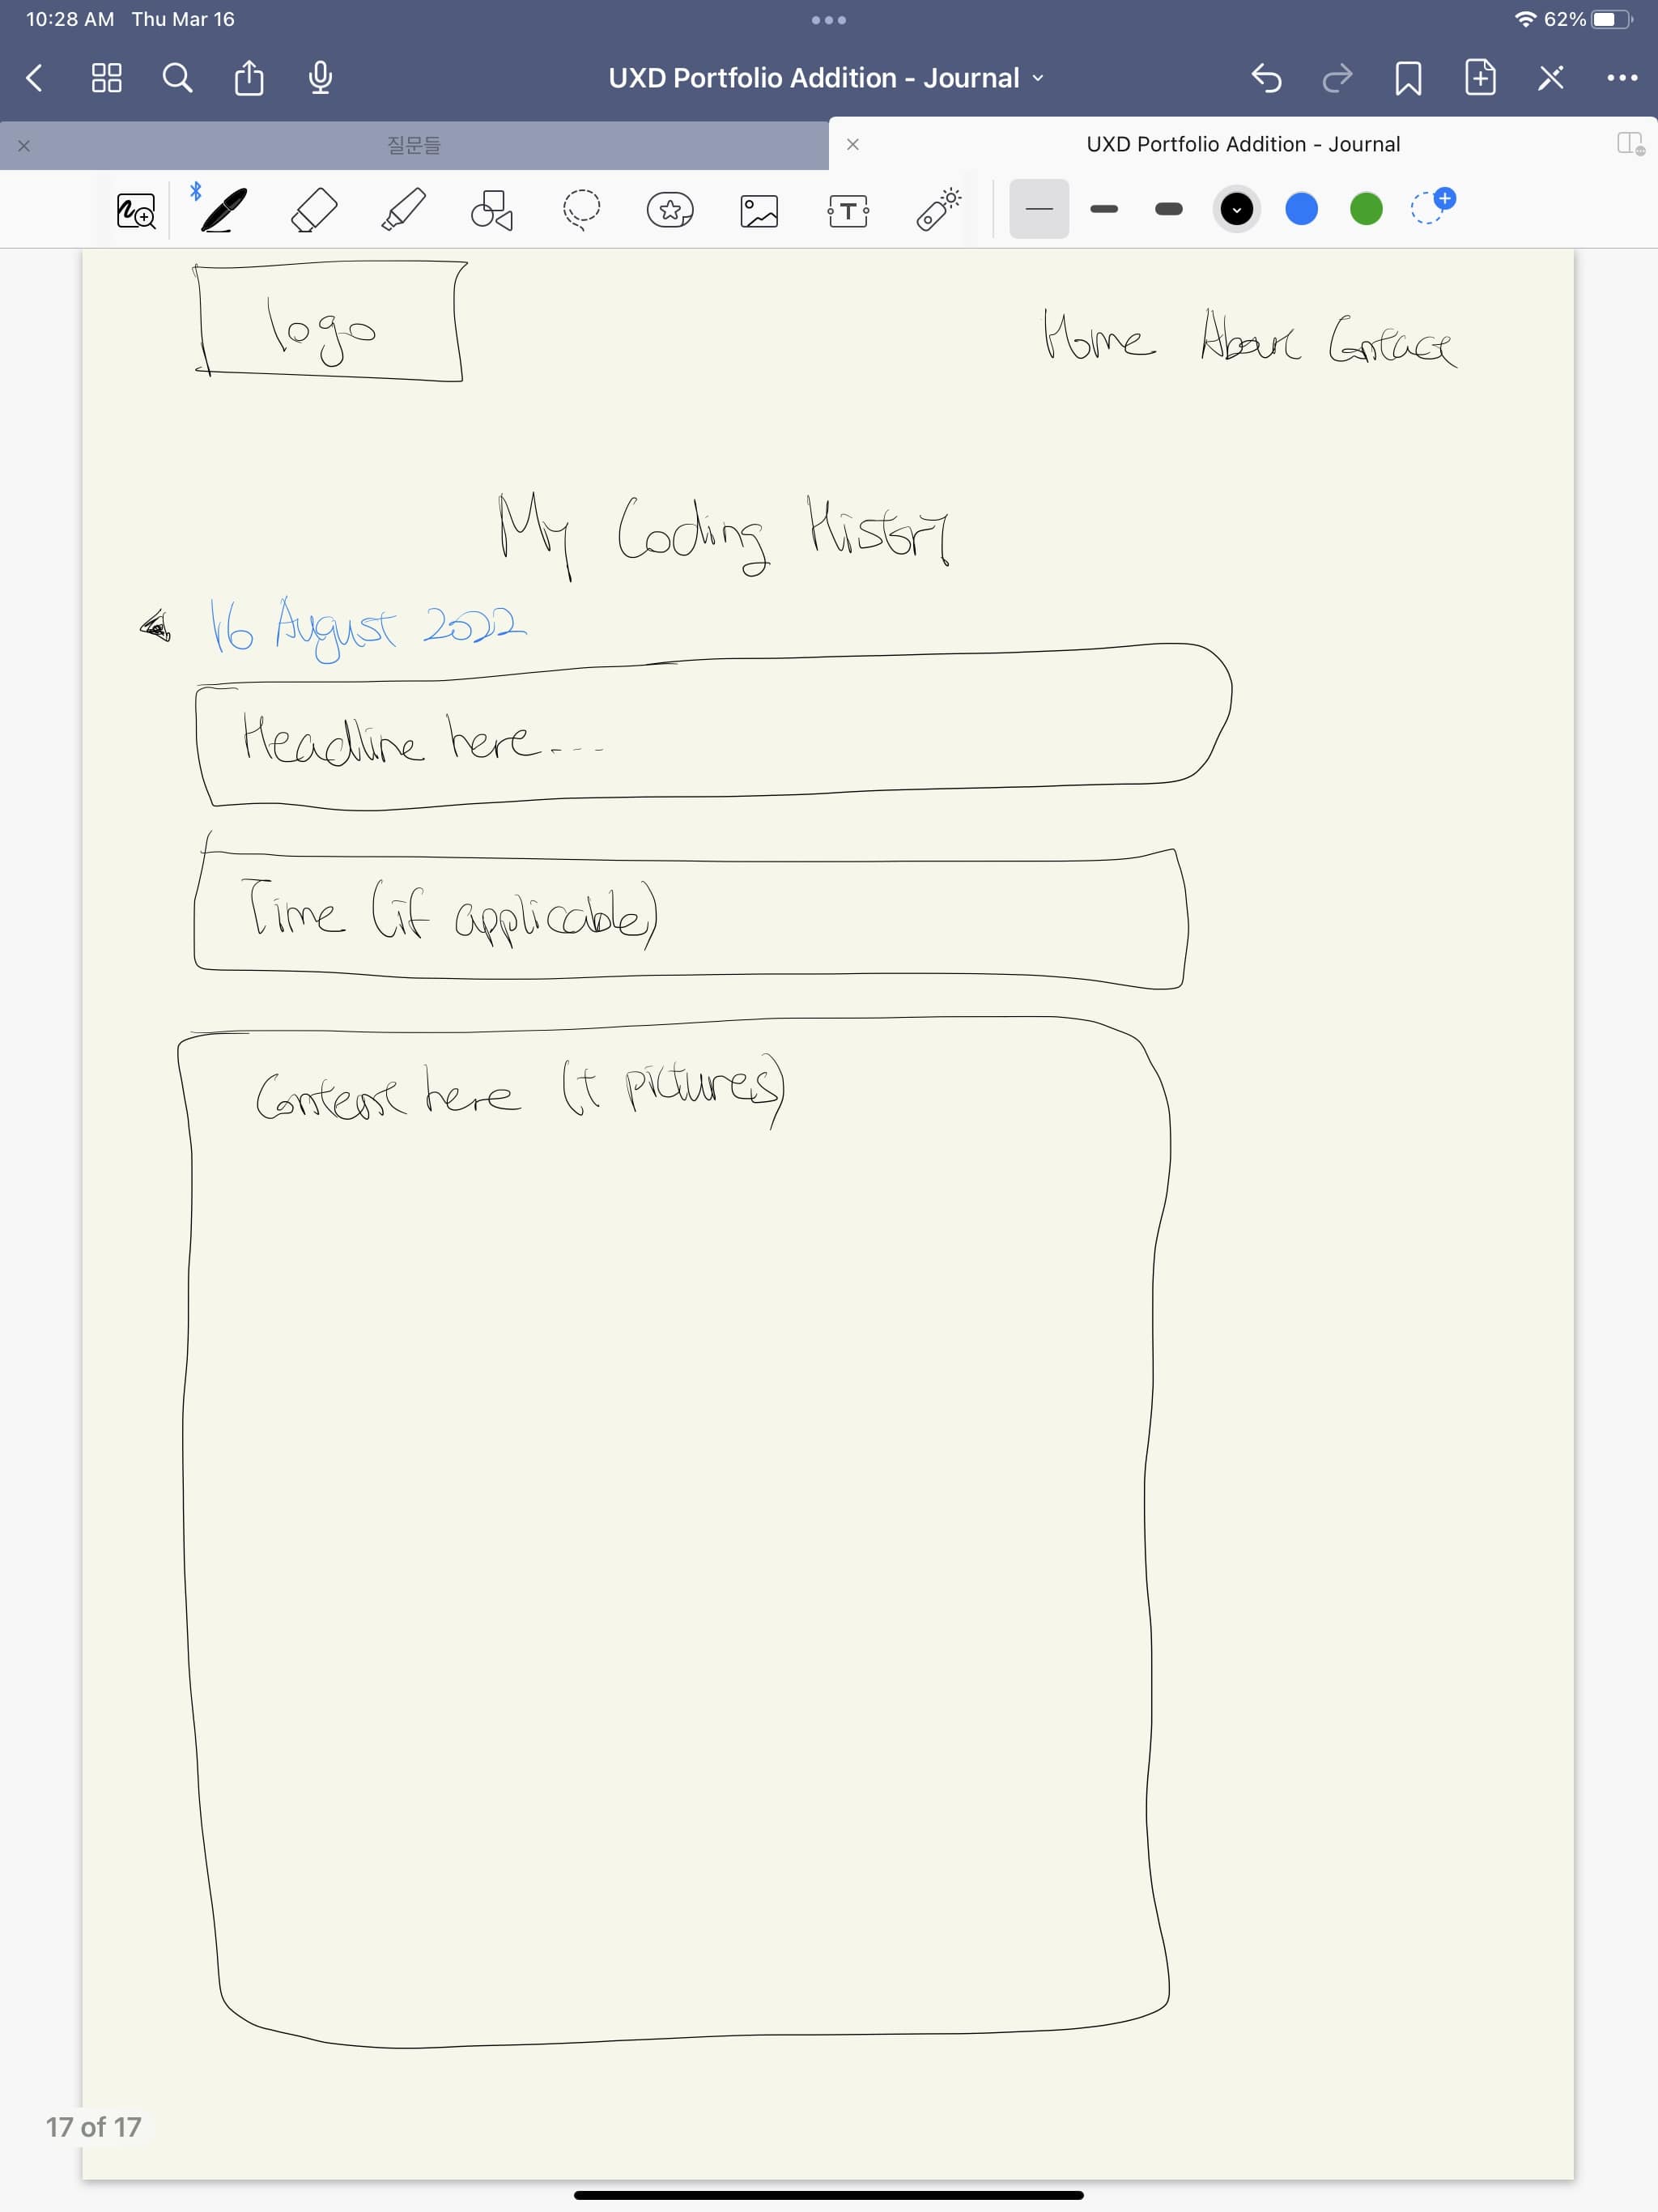 10:28 AM Thu Mar 16
62%
UXD Portfolio Addition - Journal
질문들
UXD Portfolio Addition - Journal
logo
Home About Contact
My Coding History
16 August 2022
Headline here....
Time (if applicable)
Content here (+ pictures)
17 of 17